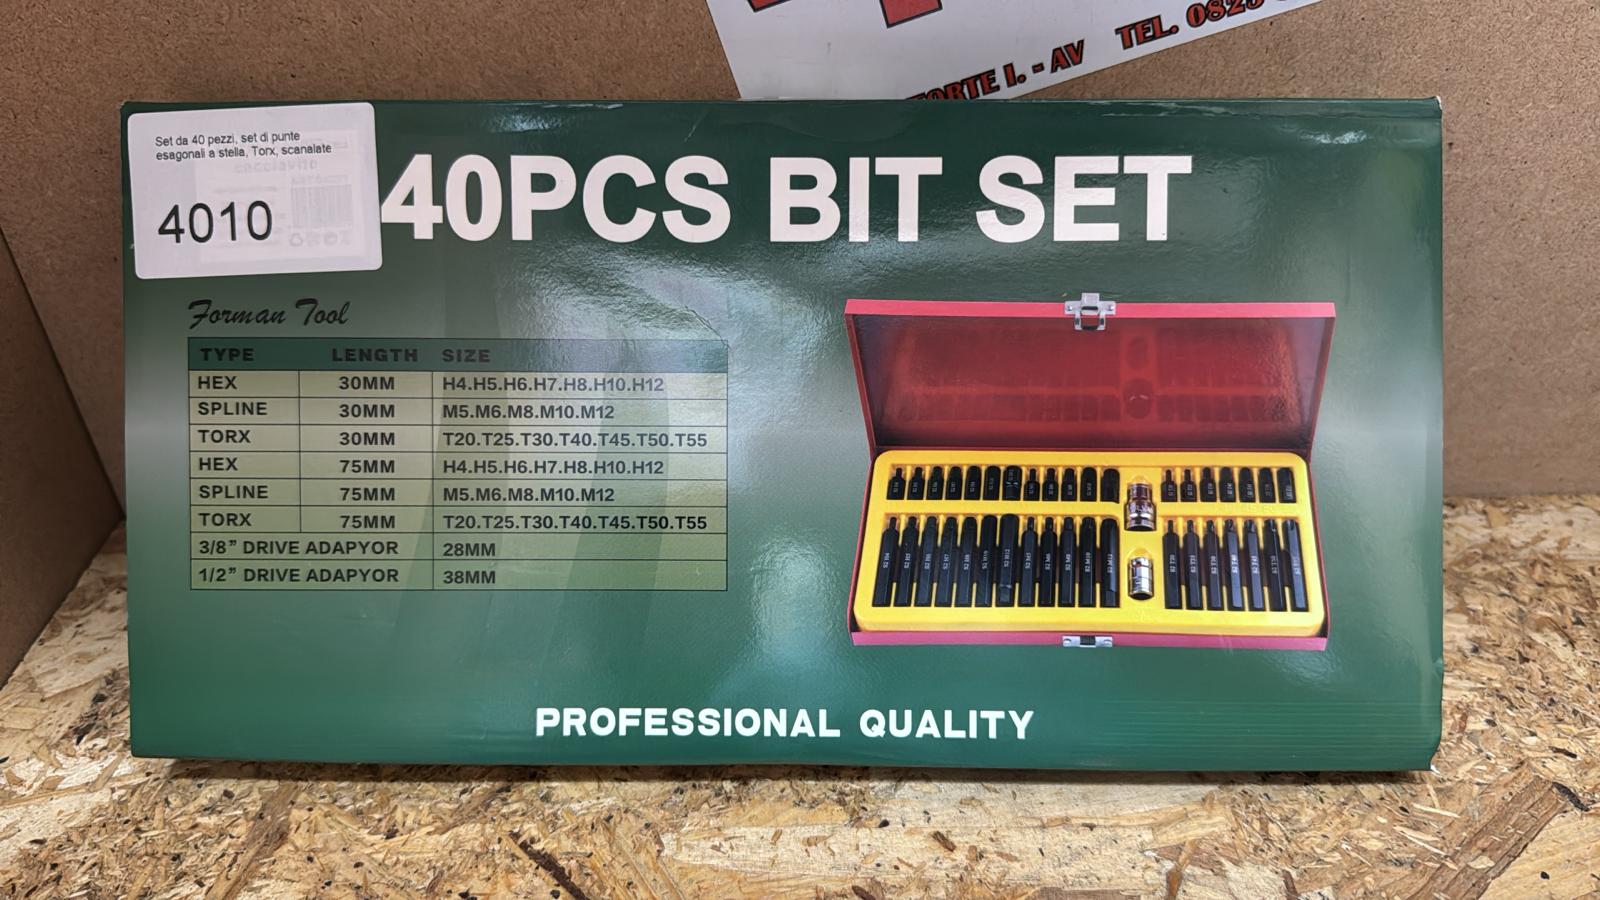 FORTE I. - AV TEL. 0825
Set da 40 pezzi, set di punte
esagonali a stella, Torx, scanalate
4010
40PCS BIT SET
Forman Tool
TYPE LENGTH SIZE
HEX 30MM H4.H5.H6.H7.H8.H10.H12
SPLINE 30MM M5.M6.M8.M10.M12
TORX 30MM T20.T25.T30.T40.T45.T50.T55
HEX 75MM H4.H5.H6.H7.H8.H10.H12
SPLINE 75MM M5.M6.M8.M10.M12
TORX 75MM T20.T25.T30.T40.T45.T50.T55
3/8” DRIVE ADAPYOR 28MM
1/2” DRIVE ADAPYOR 38MM
PROFESSIONAL QUALITY